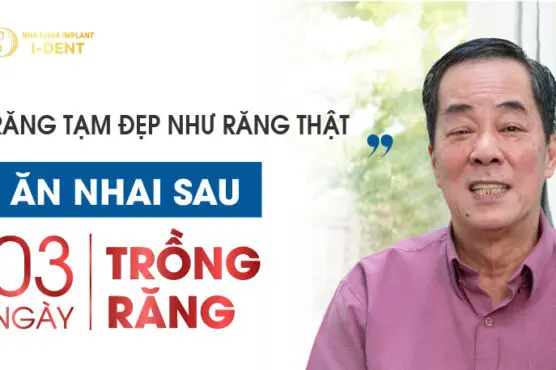 NHA KHOA IMPLANT
I-DENT
RĂNG TẠM ĐẸP NHƯ RĂNG THẬT
ĂN NHAI SAU
03
NGÀY
TRỒNG
RĂNG